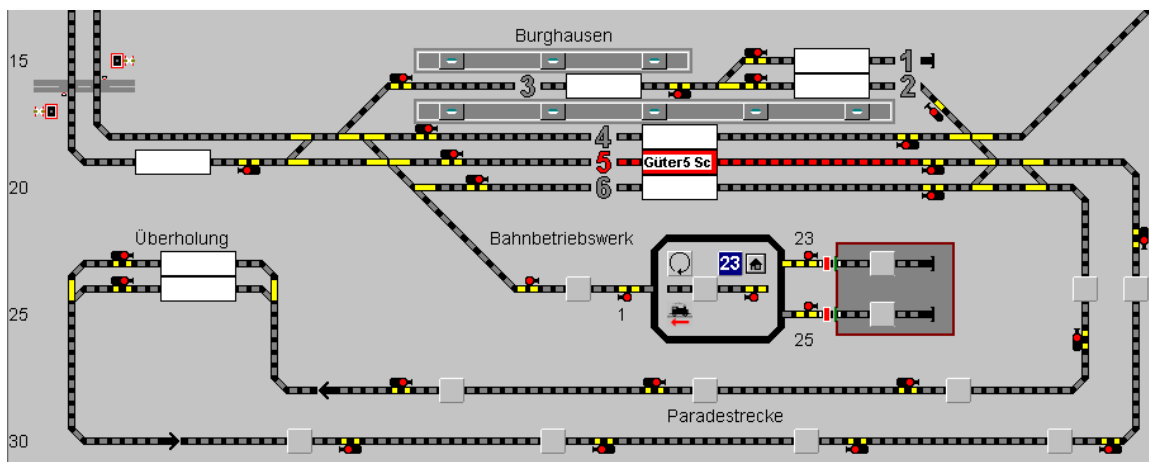 Burghausen
15
1
3
2
4
5
Güter5 Sc
20
6
Überholung
Bahnbetriebswerk
23
23
25
1
25
Paradestrecke
30